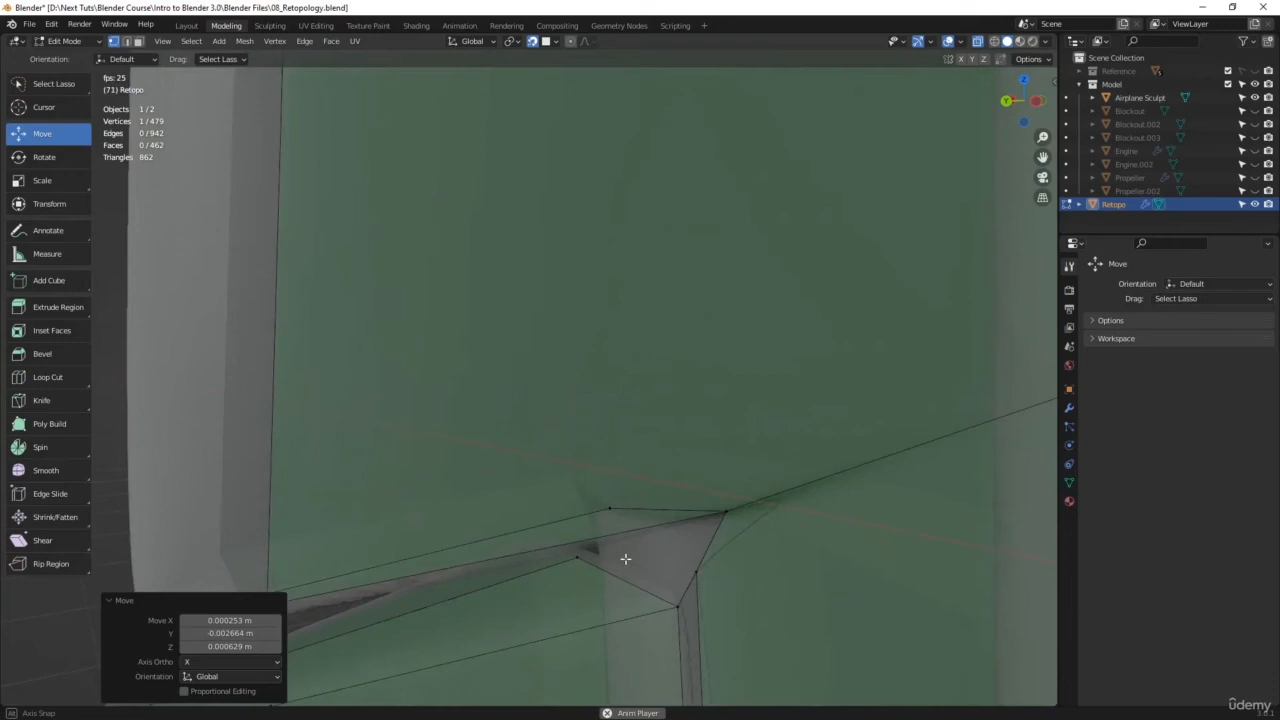 Blender* [D:\Next Tuts\Blender Course\Intro to Blender 3.0\Blender Files\08_Retopology.blend]
File Edit Render Window Help Layout Modeling Sculpting UV Editing Texture Paint Shading Animation Rendering Compositing Geometry Nodes Scripting + Scene ViewLayer
Edit Mode View Select Add Mesh Vertex Edge Face UV Global
Orientation: Default Drag: Select Lasso X Y Z Options
fps: 25
(71) Retopo
Objects 1/2
Vertices 1/479
Edges 0/942
Faces 0/462
Triangles 862
Select Lasso
Cursor
Move
Rotate
Scale
Transform
Annotate
Measure
Add Cube
Extrude Region
Inset Faces
Bevel
Loop Cut
Knife
Poly Build
Spin
Smooth
Edge Slide
Shrink/Fatten
Shear
Rip Region
Z
Y
Scene Collection
Reference
Model
Airplane Sculpt
Blockout
Blockout.002
Blockout.003
Engine
Engine.002
Propeller
Propeller.002
Retopo
Move
Orientation Default
Drag: Select Lasso
Options
Workspace
Move
Move X 0.000253 m
Y -0.002664 m
Z 0.000629 m
Axis Ortho X
Orientation Global
Proportional Editing
Axis Snap
Anim Player
ûdemy
3.0.1